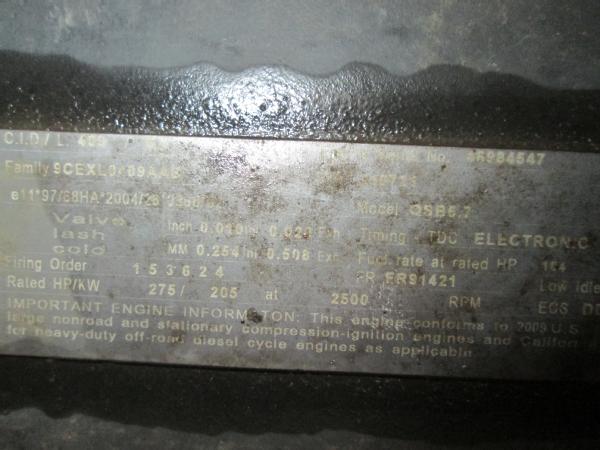 C.I.D / L. Serial No. 46984547
Family 9CEXL0409AAB
e11*97/68HA*2004/26* Model QSB6.7
Valve inch 0.010 In. 0.020 Exh. Timing - TDC ELECTRONIC
lash Fuel rate at rated HP 104
cold MM 0.254 Int. 0.508 Exh. FR ER91421
Firing Order 1 5 3 6 2 4 Low idle
Rated HP/KW 275/ 205 at 2500 RPM ECS
IMPORTANT ENGINE INFORMATON: This engine conforms to 2009 U.S
large nonroad and stationary compression-ignition engines and Californ
for heavy-duty off-road diesel cycle engines as applicable.